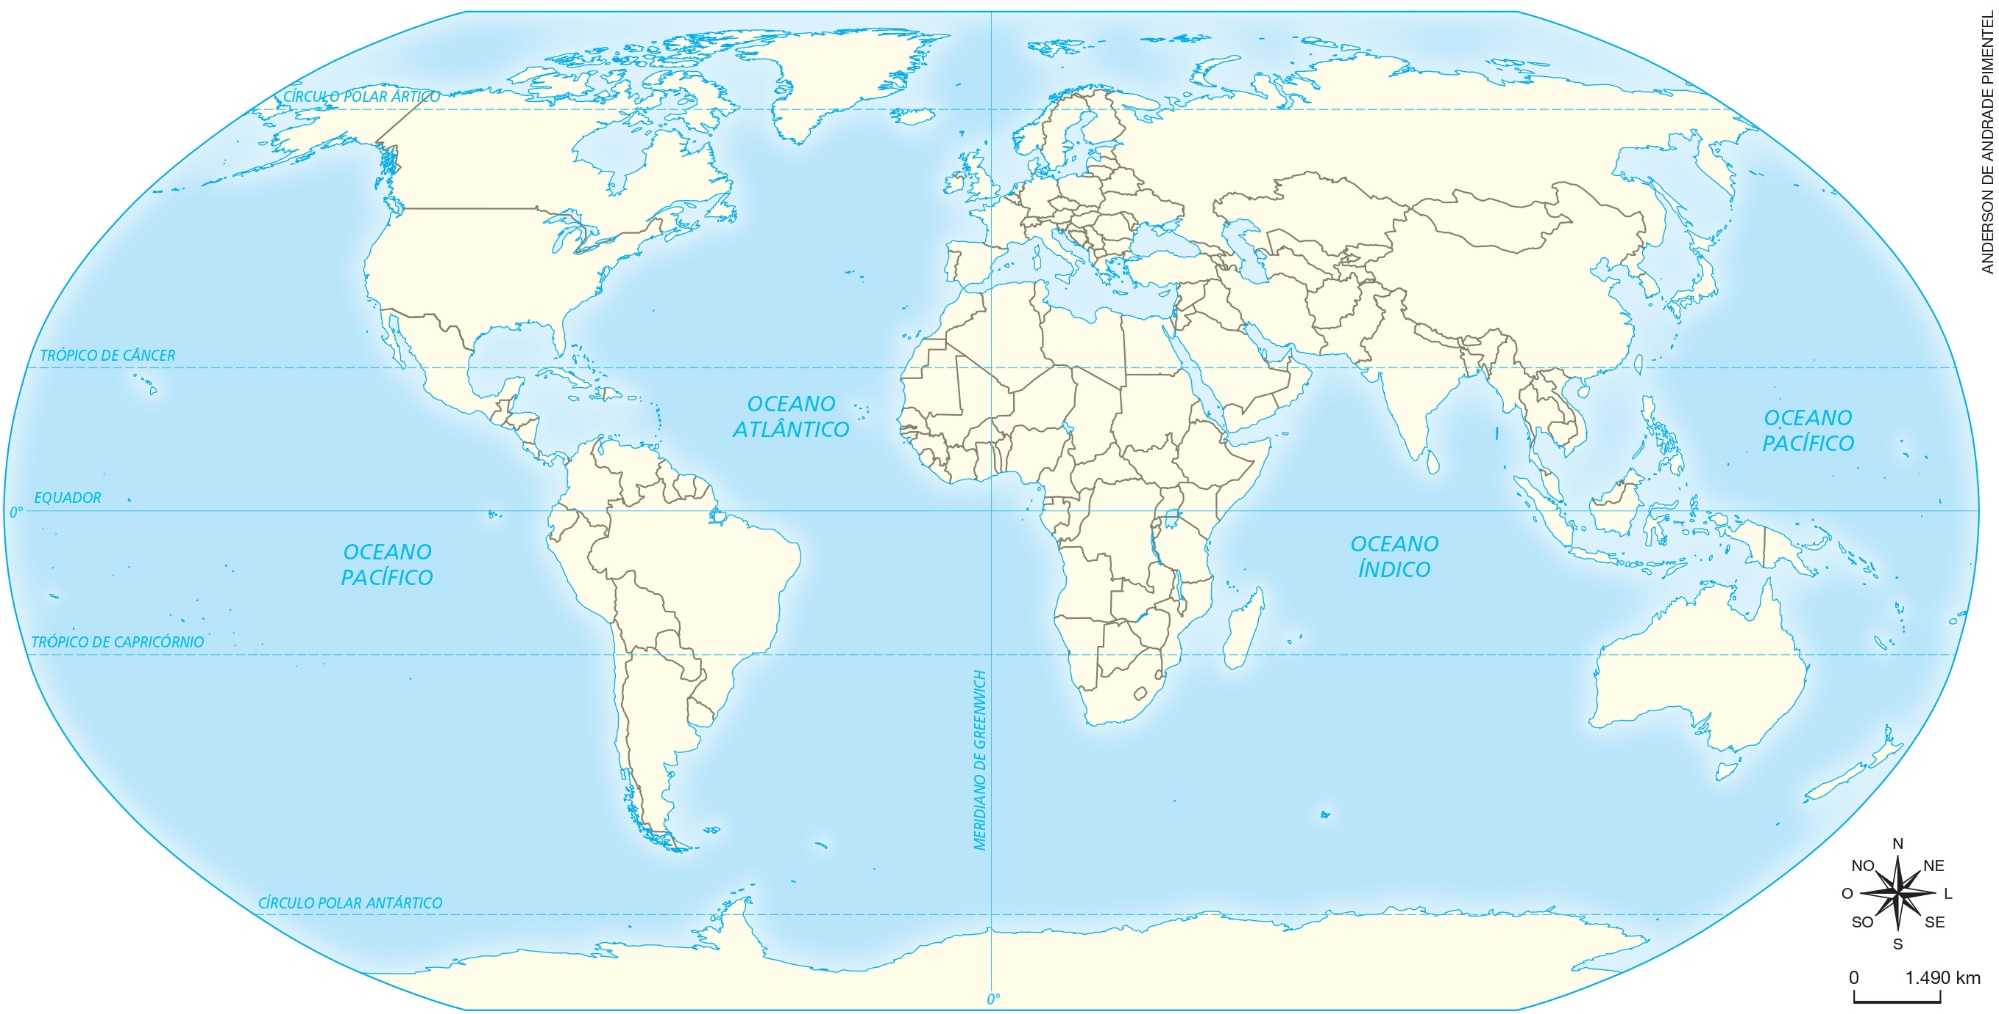 ANDERSON DE ANDRADE PIMENTEL
CÍRCULO POLAR ÁRTICO
TRÓPICO DE CÂNCER
OCEANO
ATLÂNTICO
OCEANO
PACÍFICO
EQUADOR
0°
OCEANO
PACÍFICO
OCEANO
ÍNDICO
TRÓPICO DE CAPRICÓRNIO
MERIDIANO DE GREENWICH
CÍRCULO POLAR ANTÁRTICO
0°
N
NO
NE
O
L
SO
SE
S
0 1.490 km